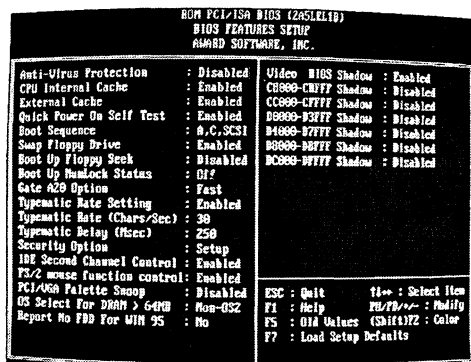 ROM PCI/ISA BIOS (2A5LEL1B)
BIOS FEATURES SETUP
AWARD SOFTWARE, INC.
Anti-Virus Protection : Disabled
CPU Internal Cache : Enabled
External Cache : Enabled
Quick Power On Self Test : Enabled
Boot Sequence : A,C,SCSI
Swap Floppy Drive : Enabled
Boot Up Floppy Seek : Disabled
Boot Up NumLock Status : Off
Gate A20 Option : Fast
Typematic Rate Setting : Enabled
Typematic Rate (Chars/Sec) : 30
Typematic Delay (Msec) : 250
Security Option : Setup
IDE Second Channel Control : Enabled
PS/2 mouse function control: Enabled
PCI/VGA Palette Snoop : Disabled
OS Select For DRAM > 64MB : Non-OS2
Report No FDD For WIN 95 : No
Video BIOS Shadow : Enabled
C8000-CBFFF Shadow : Disabled
CC000-CFFFF Shadow : Disabled
D0000-D3FFF Shadow : Disabled
D4000-D7FFF Shadow : Disabled
D8000-DBFFF Shadow : Disabled
DC000-DFFFF Shadow : Disabled
ESC : Quit ↑↓→← : Select Item
F1 : Help PU/PD/+/- : Modify
F5 : Old Values (Shift)F2 : Color
F7 : Load Setup Defaults